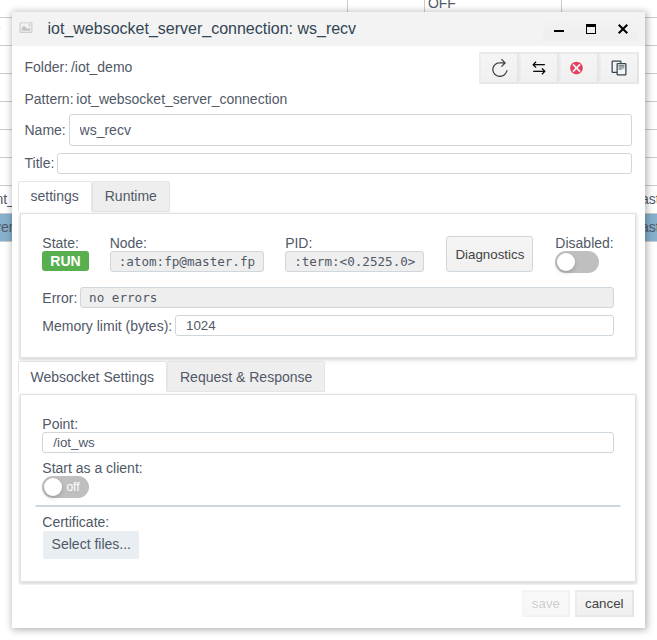 OFF
iot_websocket_server_connection: ws_recv
Folder: /iot_demo
Pattern: iot_websocket_server_connection
Name: ws_recv
Title:
settings Runtime
State: Node: PID: Diagnostics Disabled:
RUN :atom:fp@master.fp :term:<0.2525.0>
Error: no errors
Memory limit (bytes): 1024
Websocket Settings Request & Response
Point:
/iot_ws
Start as a client:
off
Certificate:
Select files...
save cancel